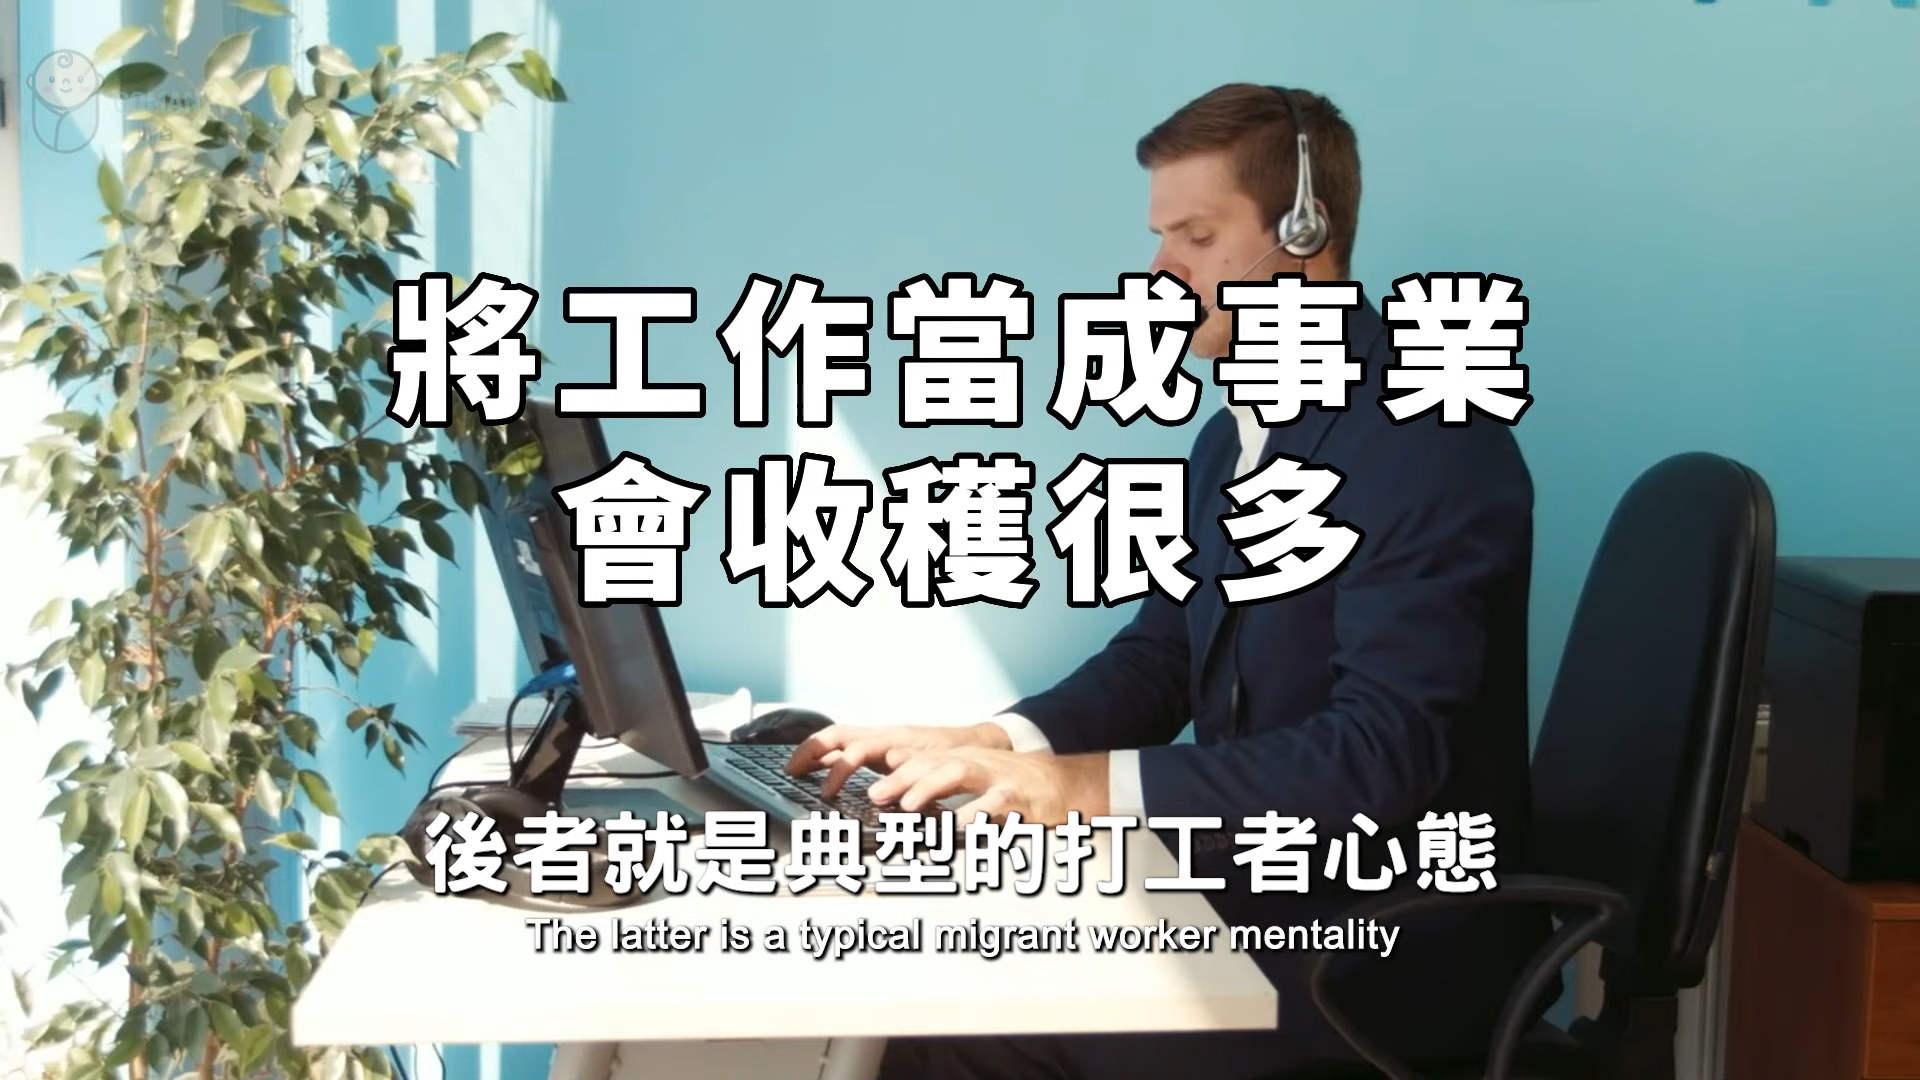 將工作當成事業
會收穫很多
後者就是典型的打工者心態
The latter is a typical migrant worker mentality